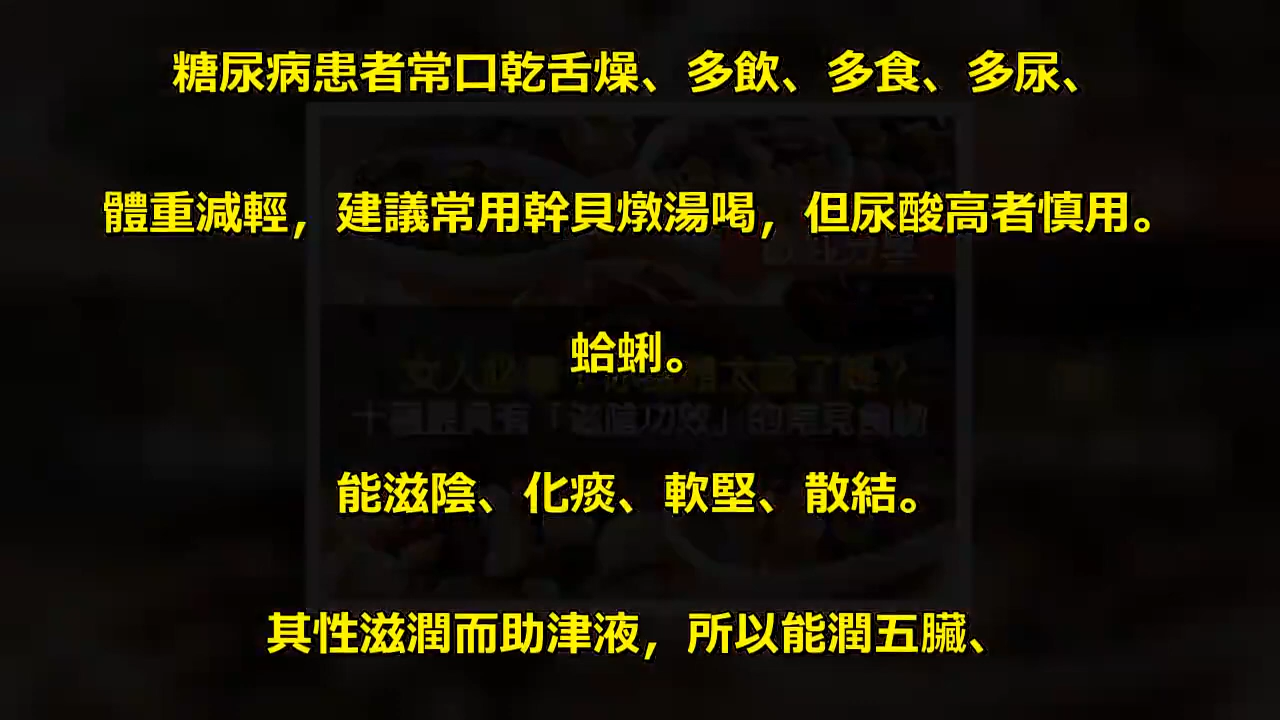 糖尿病患者常口乾舌燥、多飲、多食、多尿、
體重減輕，建議常用幹貝燉湯喝，但尿酸高者慎用。
蛤蜊。
能滋陰、化痰、軟堅、散結。
其性滋潤而助津液，所以能潤五臟、